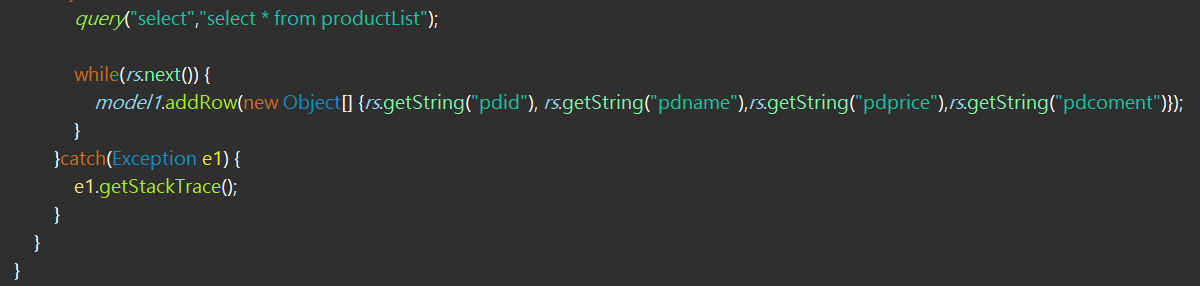 query("select","select * from productList");
while(rs.next()) {
model1.addRow(new Object[] {rs.getString("pdid"), rs.getString("pdname"),rs.getString("pdprice"),rs.getString("pdcoment")});
}
}catch(Exception e1) {
e1.getStackTrace();
}
}
}